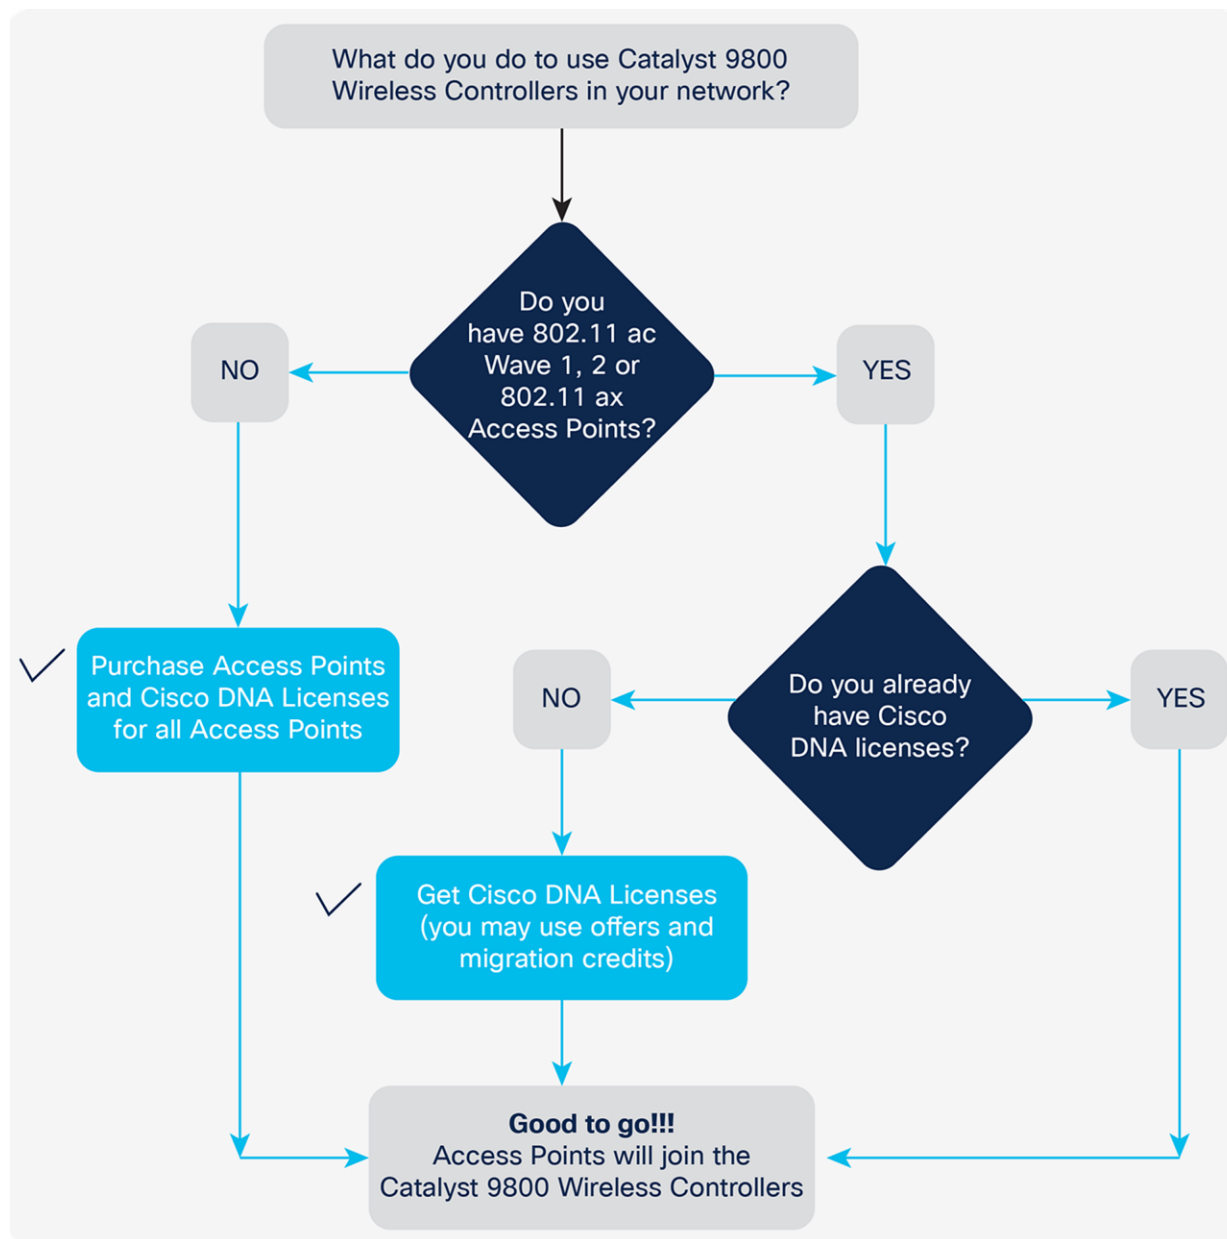 What do you do to use Catalyst 9800
Wireless Controllers in your network?
Do you
have 802.11 ac
Wave 1, 2 or
802.11 ax
Access Points?
NO
YES
Purchase Access Points
and Cisco DNA Licenses
for all Access Points
NO
Do you already
have Cisco
DNA licenses?
YES
Get Cisco DNA Licenses
(you may use offers and
migration credits)
Good to go!!!
Access Points will join the
Catalyst 9800 Wireless Controllers